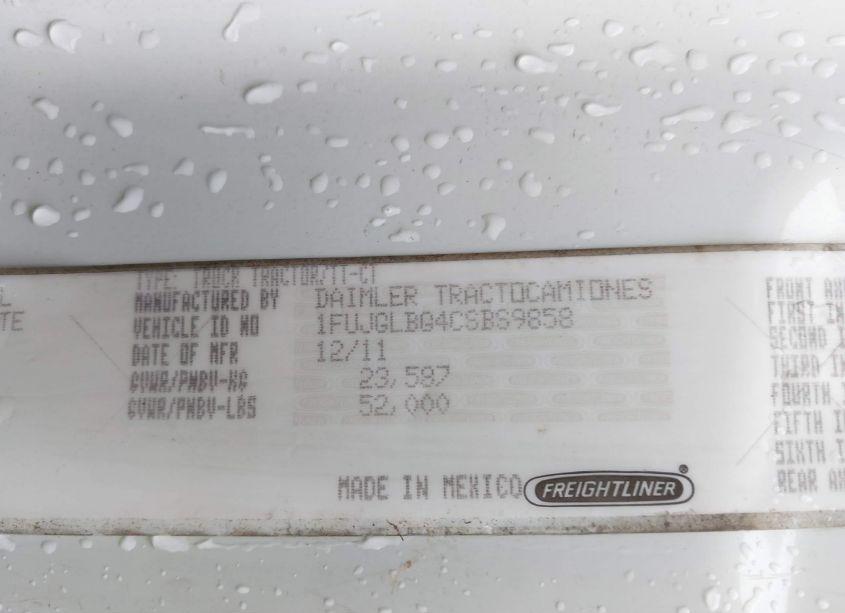 TYPE: TRUCK TRACTOR/TT-CT
MANUFACTURED BY DAIMLER TRACTOCAMIONES
VEHICLE ID NO 1FUJGLBG4CSBS9858
DATE OF MFR 12/11
GVWR/PNBV-KG 23,587
GVWR/PNBV-LBS 52,000
MADE IN MEXICO FREIGHTLINER®
FRONT AX
FIRST IN
SECOND I
THIRD IN
FOURTH
FIFTH I
SIXTH I
REAR AX